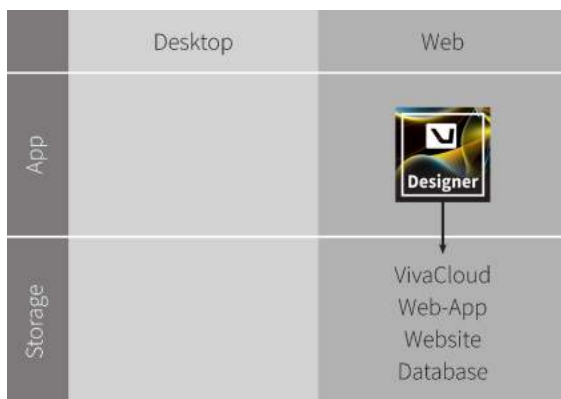 Desktop
Web
App
Designer
Storage
VivaCloud
Web-App
Website
Database